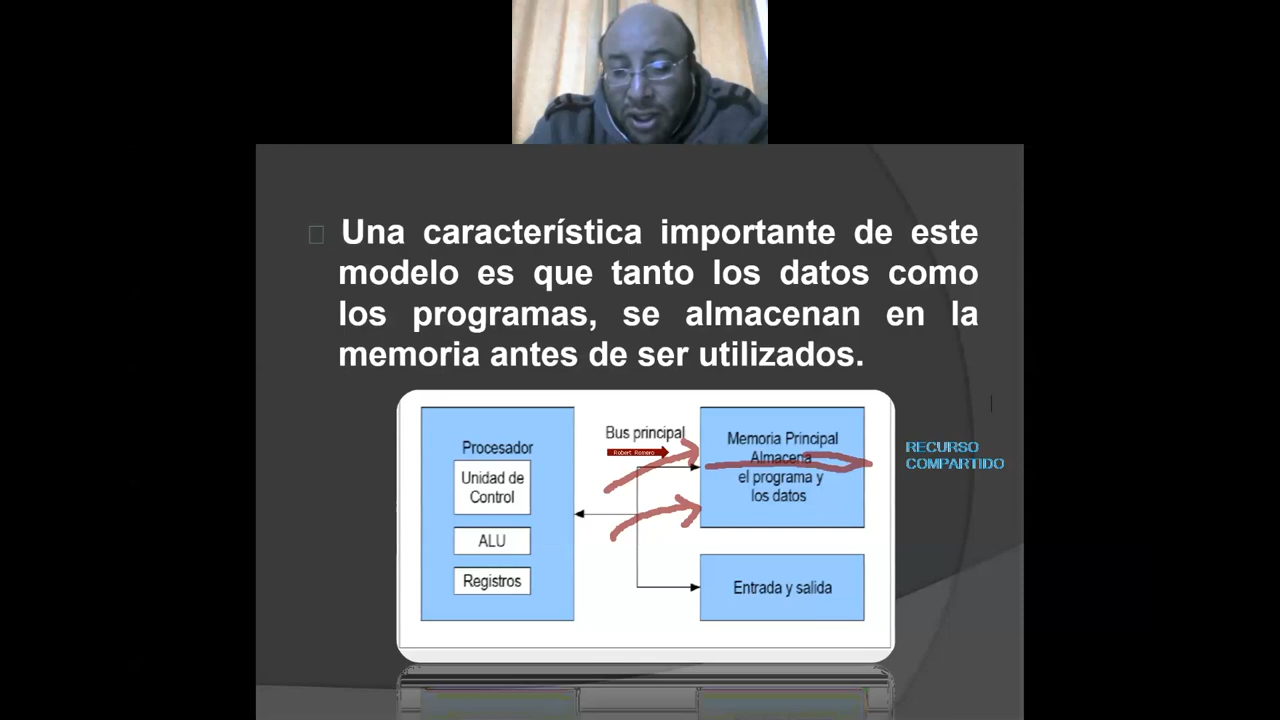 Una característica importante de este
modelo es que tanto los datos como
los programas, se almacenan en la
memoria antes de ser utilizados.
Procesador
Unidad de
Control
ALU
Registros
Bus principal
Robert Romero
Memoria Principal
Almacena
el programa y
los datos
Entrada y salida
RECURSO
COMPARTIDO